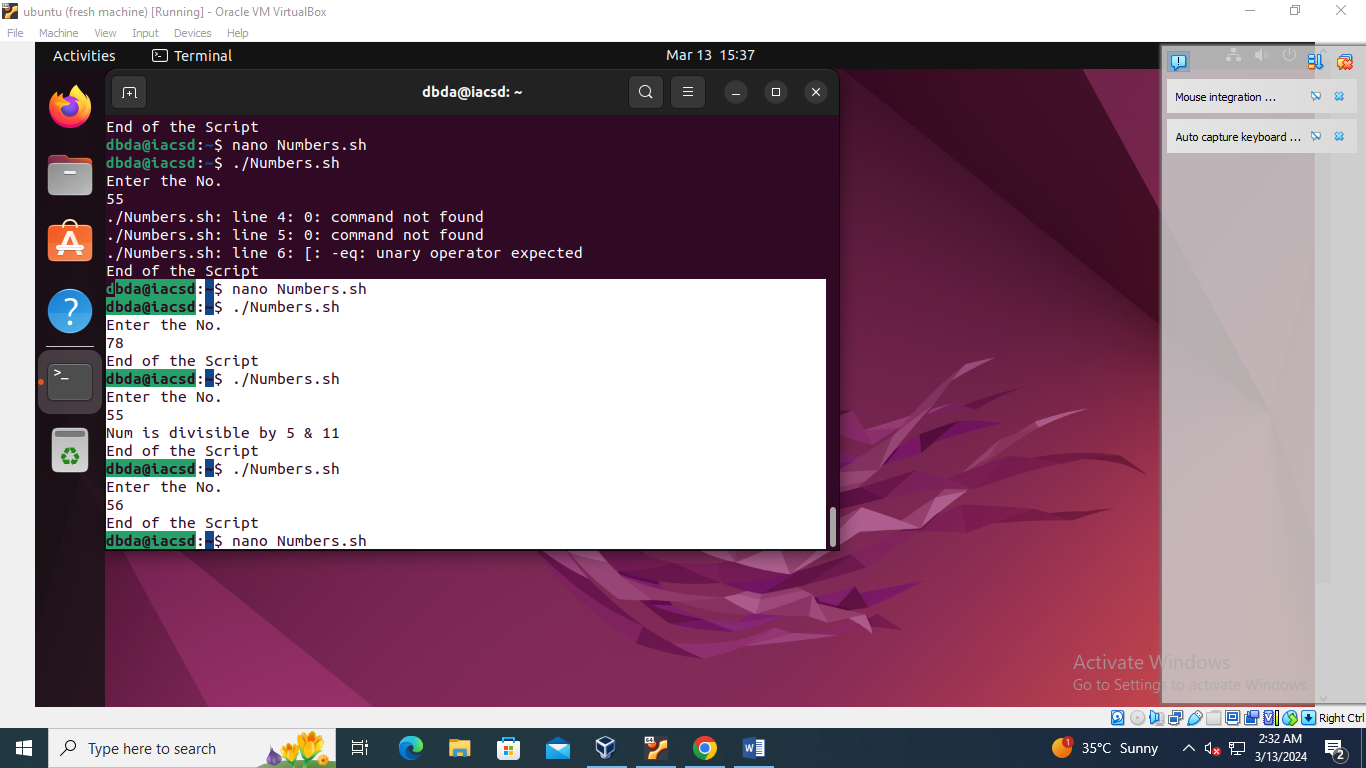 ubuntu (fresh machine) [Running] - Oracle VM VirtualBox
File Machine View Input Devices Help
Activities
Terminal
Mar 13 15:37
dbda@iacsd: ~
End of the Script
dbda@iacsd:~$ nano Numbers.sh
dbda@iacsd:~$ ./Numbers.sh
Enter the No.
55
./Numbers.sh: line 4: 0: command not found
./Numbers.sh: line 5: 0: command not found
./Numbers.sh: line 6: [: -eq: unary operator expected
End of the Script
dbda@iacsd:~$ nano Numbers.sh
dbda@iacsd:~$ ./Numbers.sh
Enter the No.
78
End of the Script
dbda@iacsd:~$ ./Numbers.sh
Enter the No.
55
Num is divisible by 5 & 11
End of the Script
dbda@iacsd:~$ ./Numbers.sh
Enter the No.
56
End of the Script
dbda@iacsd:~$ nano Numbers.sh
Mouse integration ...
Auto capture keyboard ...
Activate Windows
Go to Settings to activate Windows.
Right Ctrl
Type here to search
1
35°C Sunny
2:32 AM
3/13/2024
2